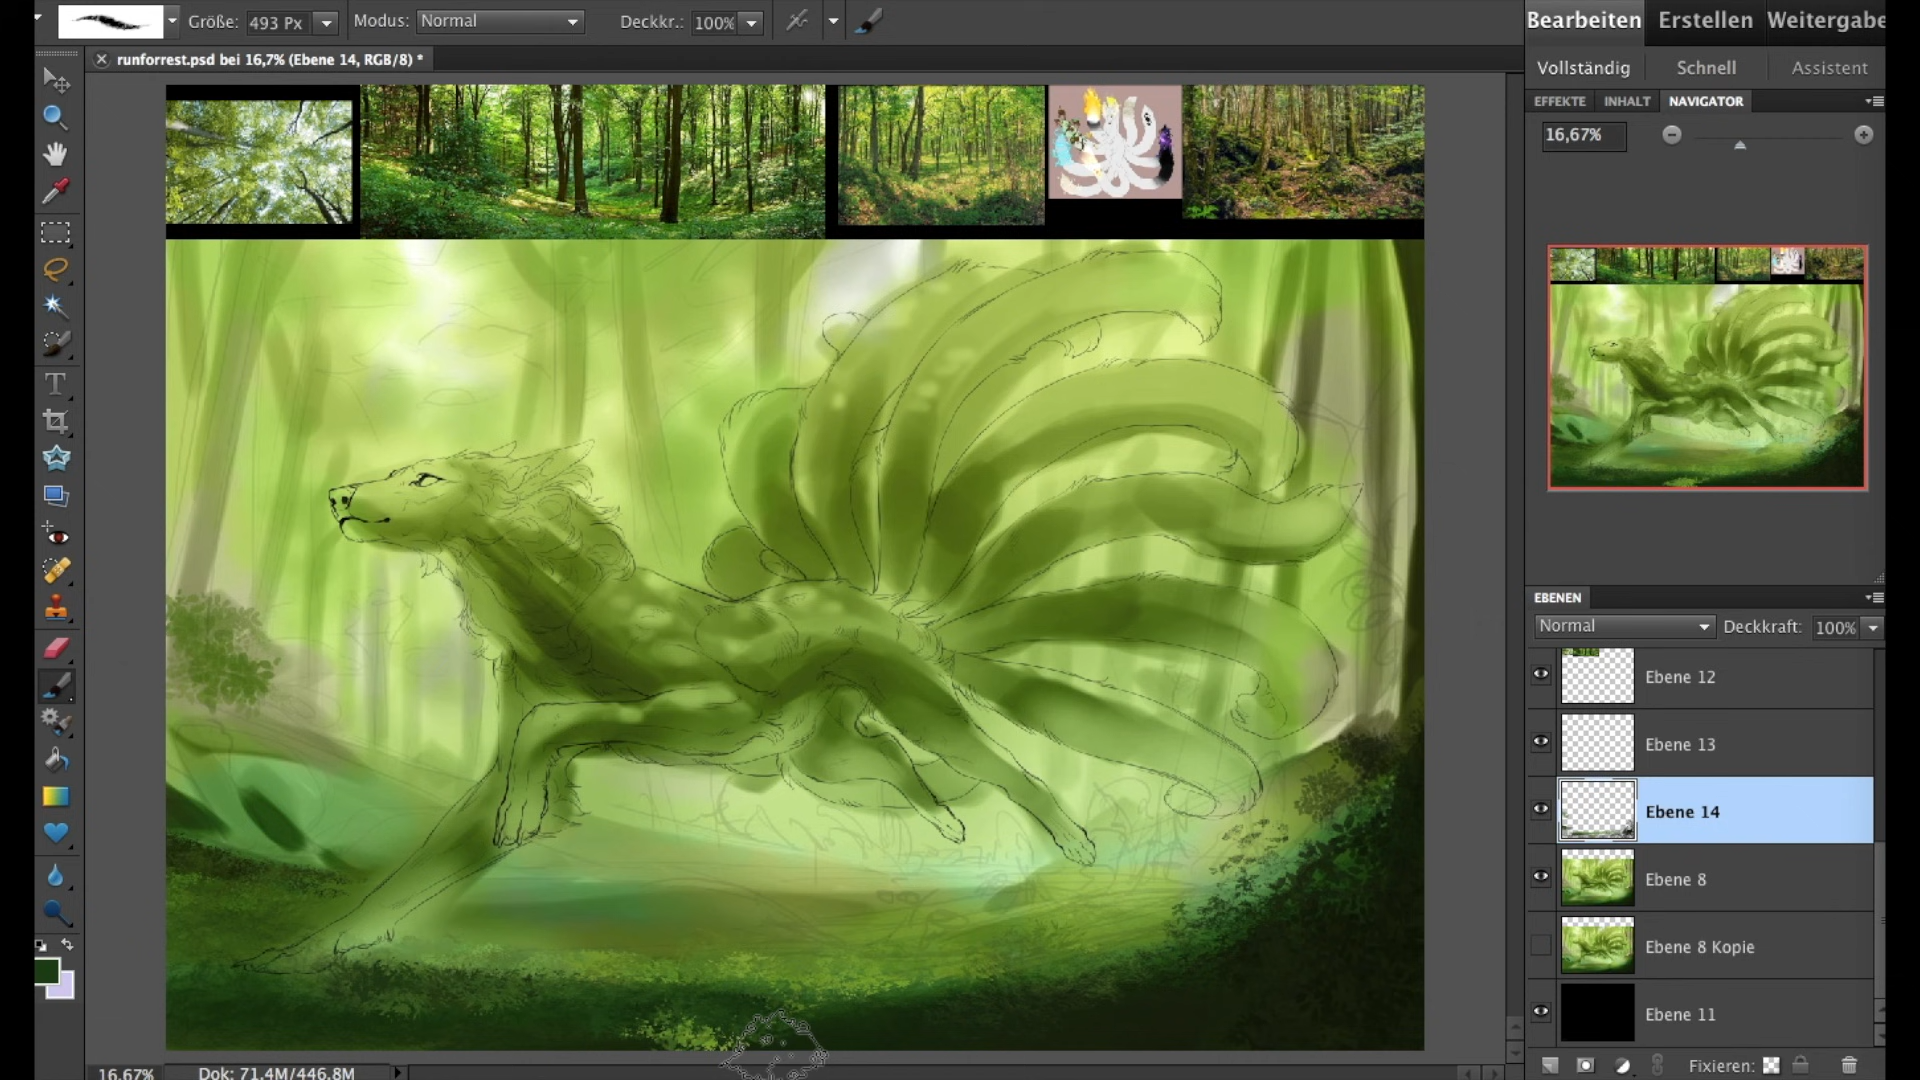 Größe: 493 Px Modus: Normal Deckkr.: 100%
Bearbeiten Erstellen Weitergabe
runforrest.psd bei 16,7% (Ebene 14, RGB/8) *
Vollständig Schnell Assistent
EFFEKTE INHALT NAVIGATOR
16,67%
EBENEN
Normal Deckkraft: 100%
Ebene 12
Ebene 13
Ebene 14
Ebene 8
Ebene 8 Kopie
Ebene 11
Fixieren:
16,67% Dok: 71,4M/446,8M